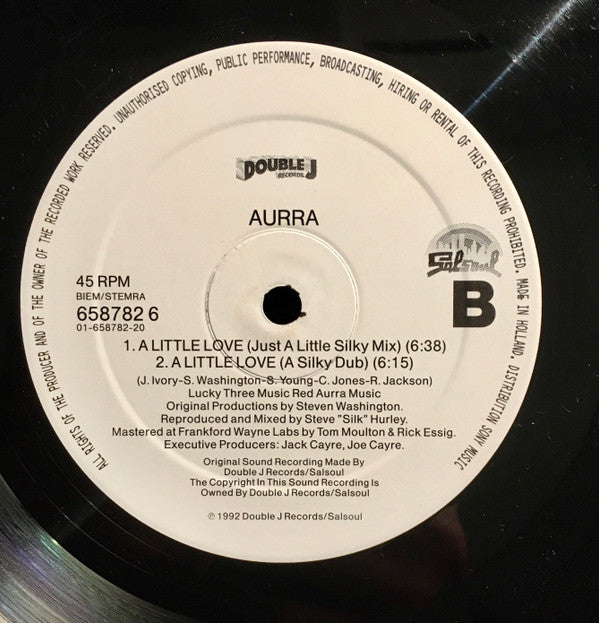 ALL RIGHTS OF THE PRODUCER AND OF THE OWNER OF THE RECORDED WORK RESERVED. UNAUTHORISED COPYING, PUBLIC PERFORMANCE, BROADCASTING, HIRING OR RENTAL OF THIS RECORDING PROHIBITED. MADE IN HOLLAND. DISTRIBUTION SONY MUSIC
DOUBLE J
RECORDS
AURRA
Salsoul
B
45 RPM
BIEM/STEMRA
658782 6
01-658782-20
1. A LITTLE LOVE (Just A Little Silky Mix) (6:38)
2. A LITTLE LOVE (A Silky Dub) (6:15)
(J. Ivory-S. Washington-S. Young-C. Jones-R. Jackson)
Lucky Three Music Red Aurra Music
Original Productions by Steven Washington.
Reproduced and Mixed by Steve "Silk" Hurley.
Mastered at Frankford Wayne Labs by Tom Moulton & Rick Essig.
Executive Producers: Jack Cayre, Joe Cayre.
Original Sound Recording Made By
Double J Records/Salsoul
The Copyright In This Sound Recording Is
Owned By Double J Records/Salsoul
℗ 1992 Double J Records/Salsoul